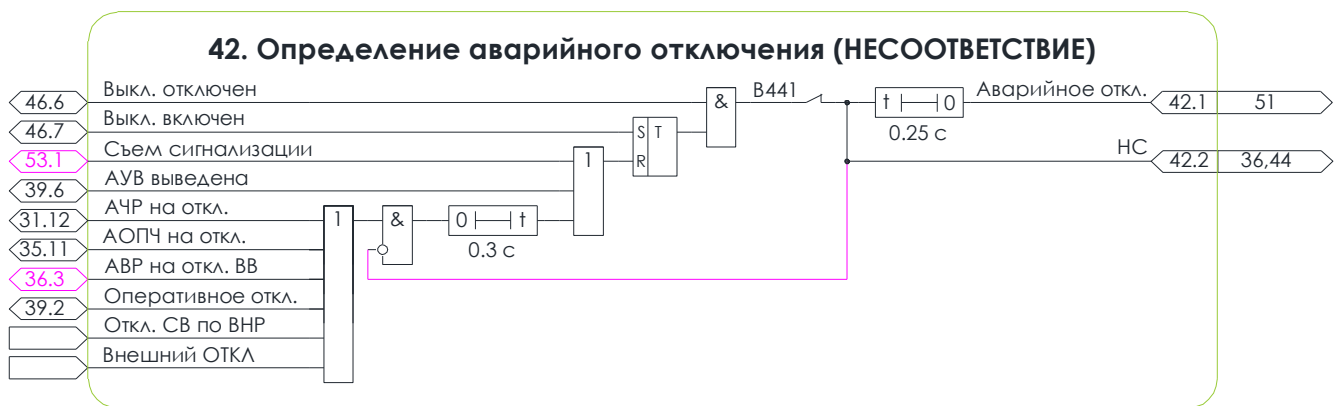 42. Определение аварийного отключения (НЕСООТВЕТСТВИЕ)
46.6 Выкл. отключен & В441 t 0 Аварийное откл. 42.1 51
0.25 с
46.7 Выкл. включен S T
53.1 Съем сигнализации 1 R НС 42.2 36,44
39.6 АУВ выведена
31.12 АЧР на откл. 1 & 0 t
0.3 с
35.11 АОПЧ на откл.
36.3 АВР на откл. ВВ
39.2 Оперативное откл.
Откл. СВ по ВНР
Внешний ОТКЛ